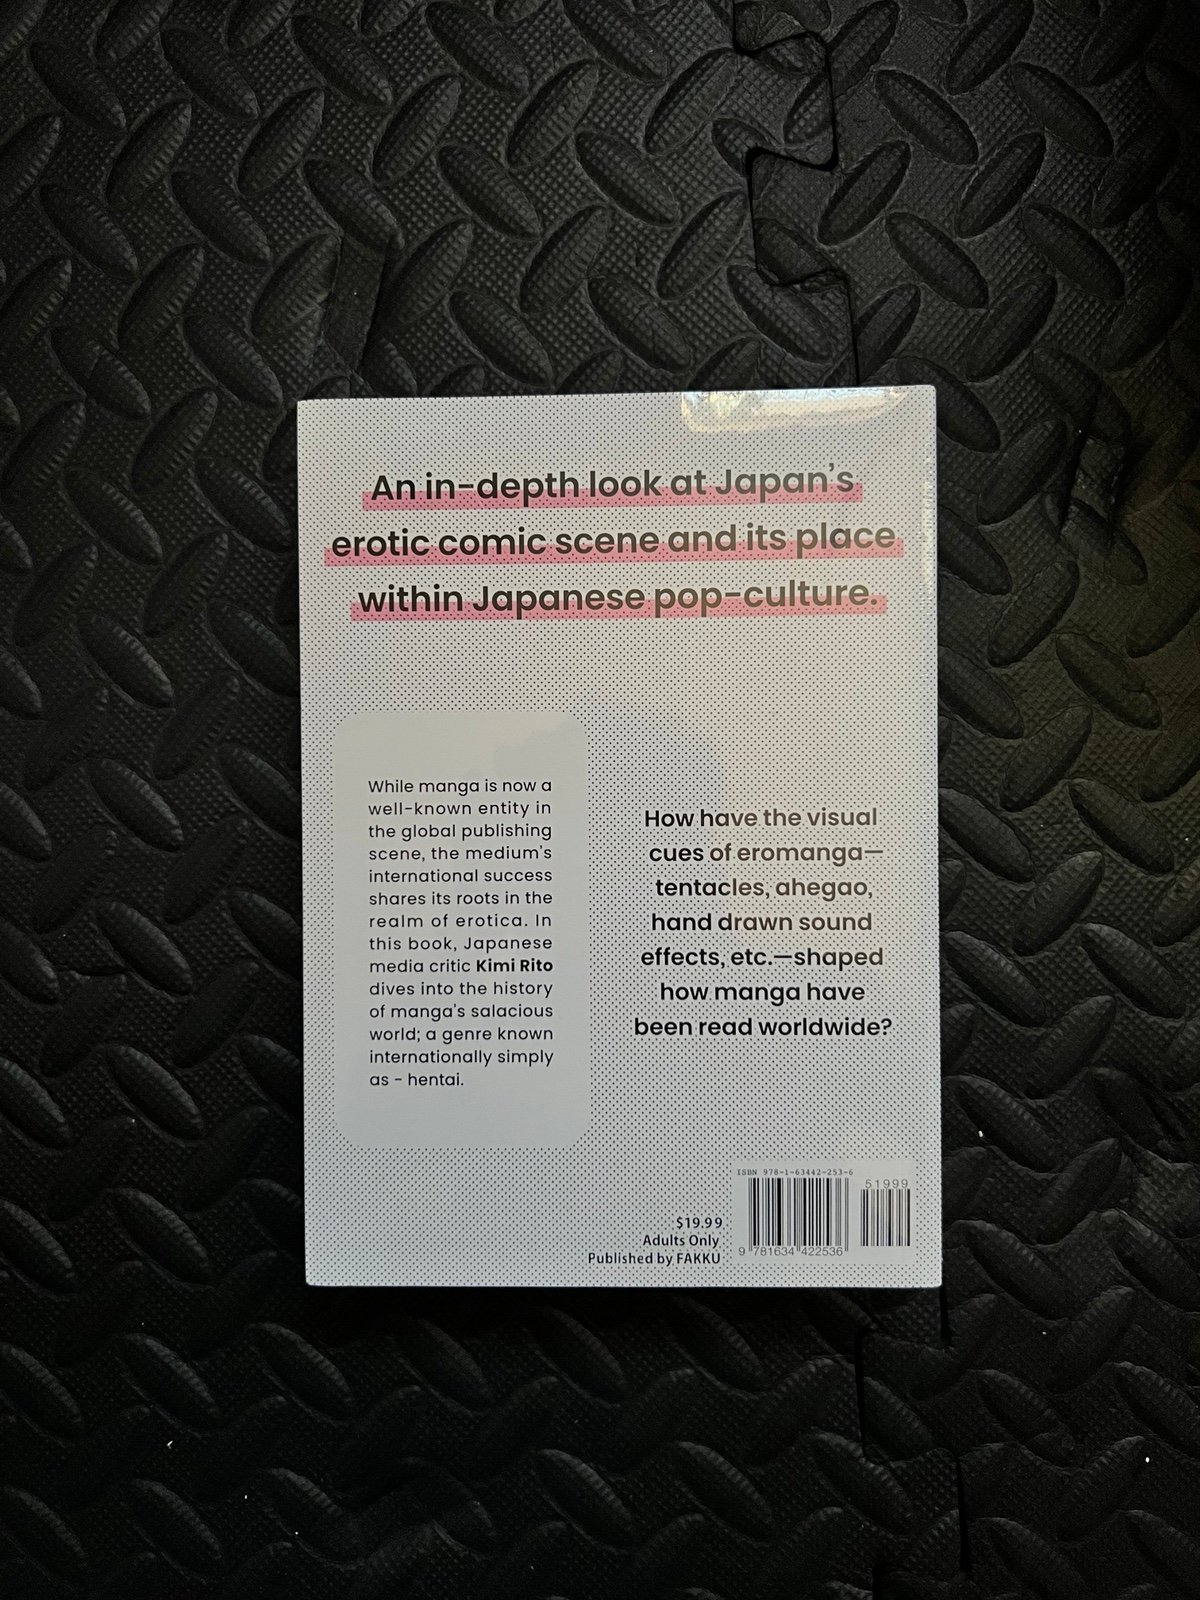 An in-depth look at Japan's
erotic comic scene and its place
within Japanese pop-culture.
While manga is now a
well-known entity in
the global publishing
scene, the medium's
international success
shares its roots in the
realm of erotica. In
this book, Japanese
media critic Kimi Rito
dives into the history
of manga's salacious
world; a genre known
internationally simply
as - hentai.
How have the visual
cues of eromanga—
tentacles, ahegao,
hand drawn sound
effects, etc.—shaped
how manga have
been read worldwide?
$19.99
Adults Only
Published by FAKKU
ISBN 978-1-63442-253-6
51999
9 781634 422536